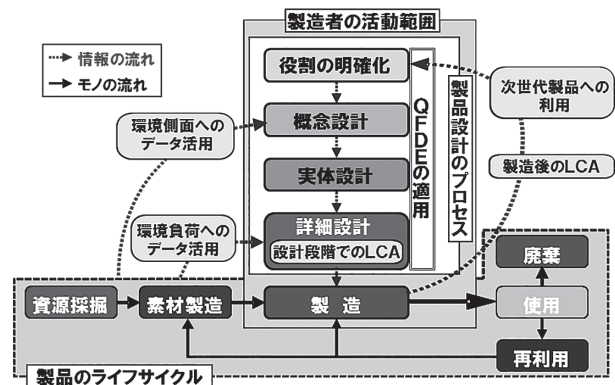 製造者の活動範囲
情報の流れ
モノの流れ
役割の明確化
概念設計
実体設計
詳細設計
設計段階でのLCA
QFDEの適用
製品設計のプロセス
次世代製品への
利用
製造後のLCA
環境側面への
データ活用
環境負荷への
データ活用
資源採掘
素材製造
製造
使用
廃棄
再利用
製品のライフサイクル